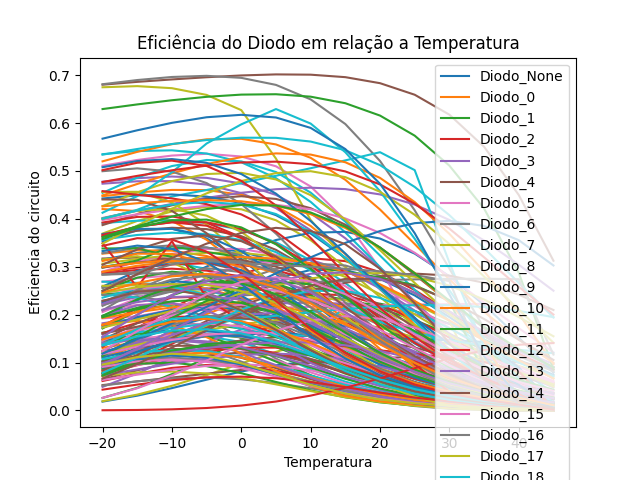 Eficiência do Diodo em relação a Temperatura
0.7
0.6
0.5
0.4
0.3
0.2
0.1
0.0
Eficiencia do circuito
−20
−10
0
10
20
30
40
Temperatura
Diodo_None
Diodo_0
Diodo_1
Diodo_2
Diodo_3
Diodo_4
Diodo_5
Diodo_6
Diodo_7
Diodo_8
Diodo_9
Diodo_10
Diodo_11
Diodo_12
Diodo_13
Diodo_14
Diodo_15
Diodo_16
Diodo_17
Diodo_18